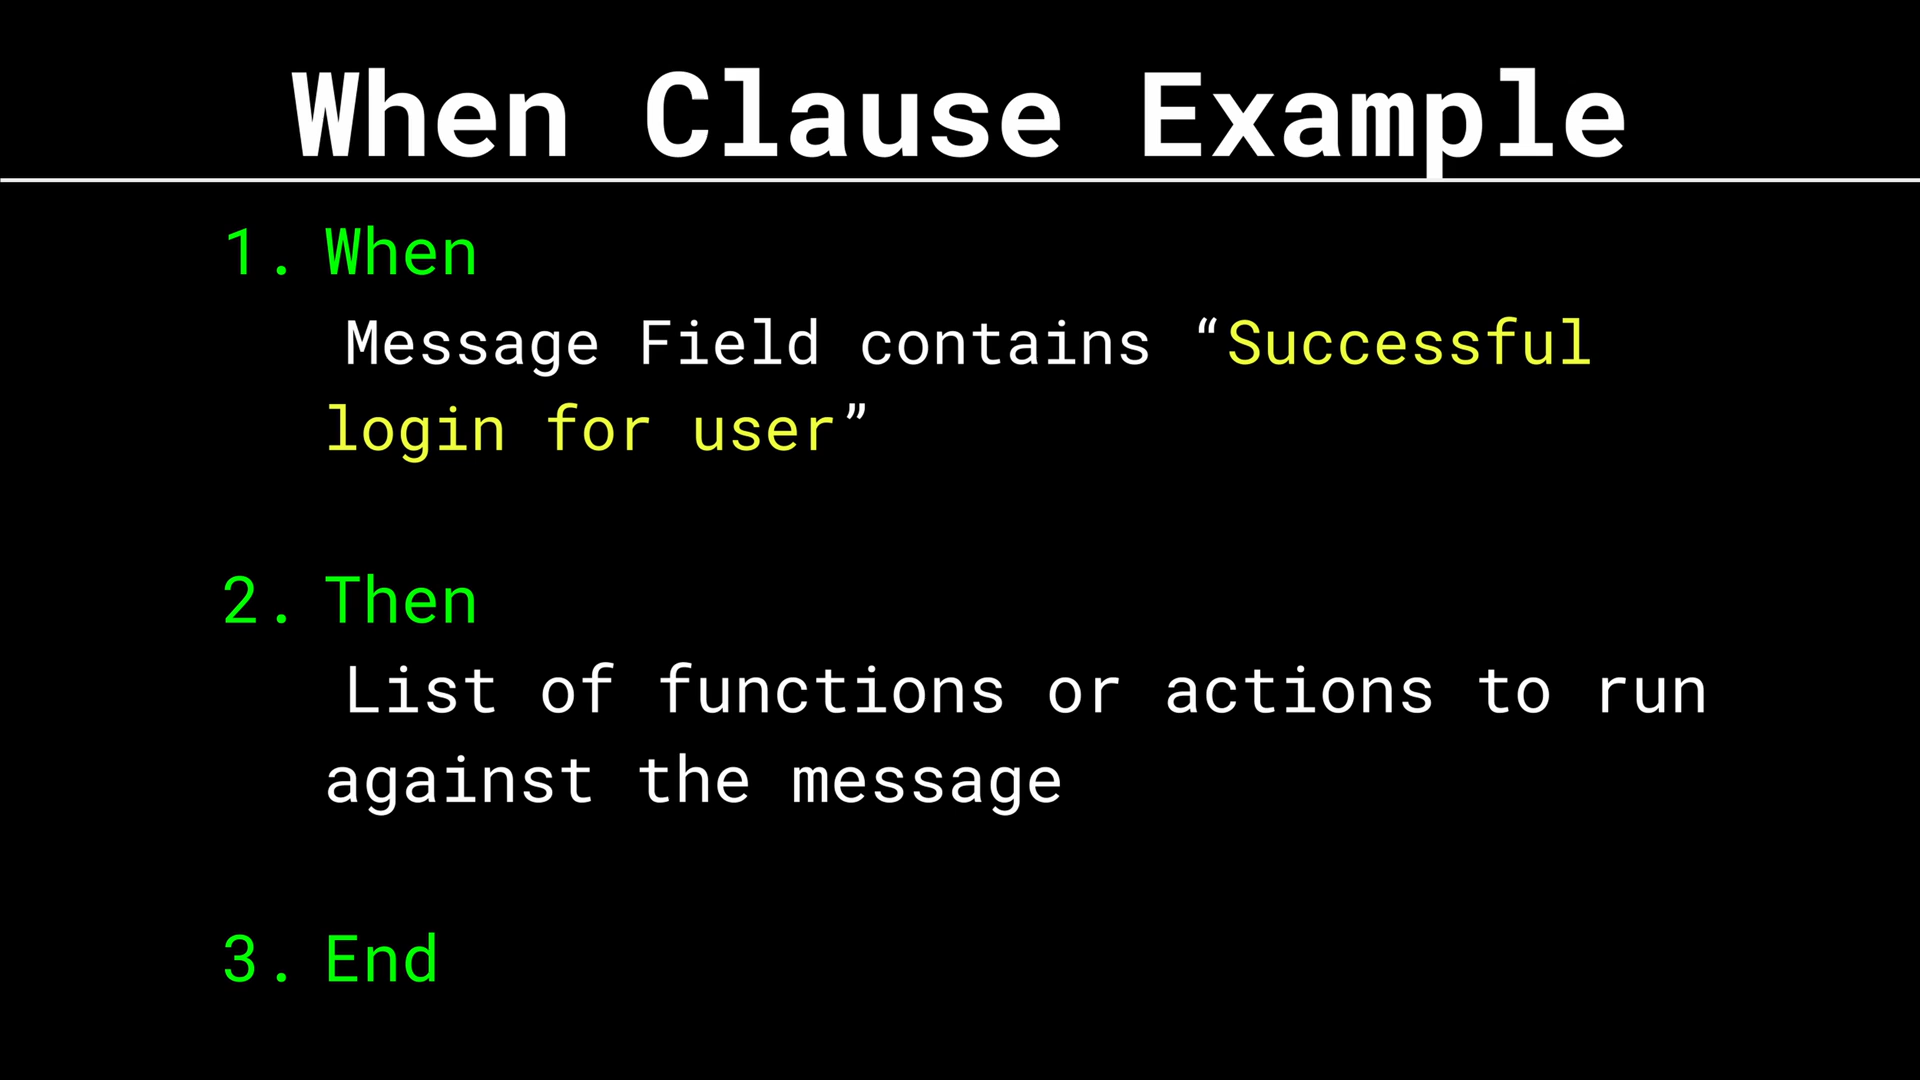 When Clause Example
1. When
Message Field contains “Successful
login for user”
2. Then
List of functions or actions to run
against the message
3. End